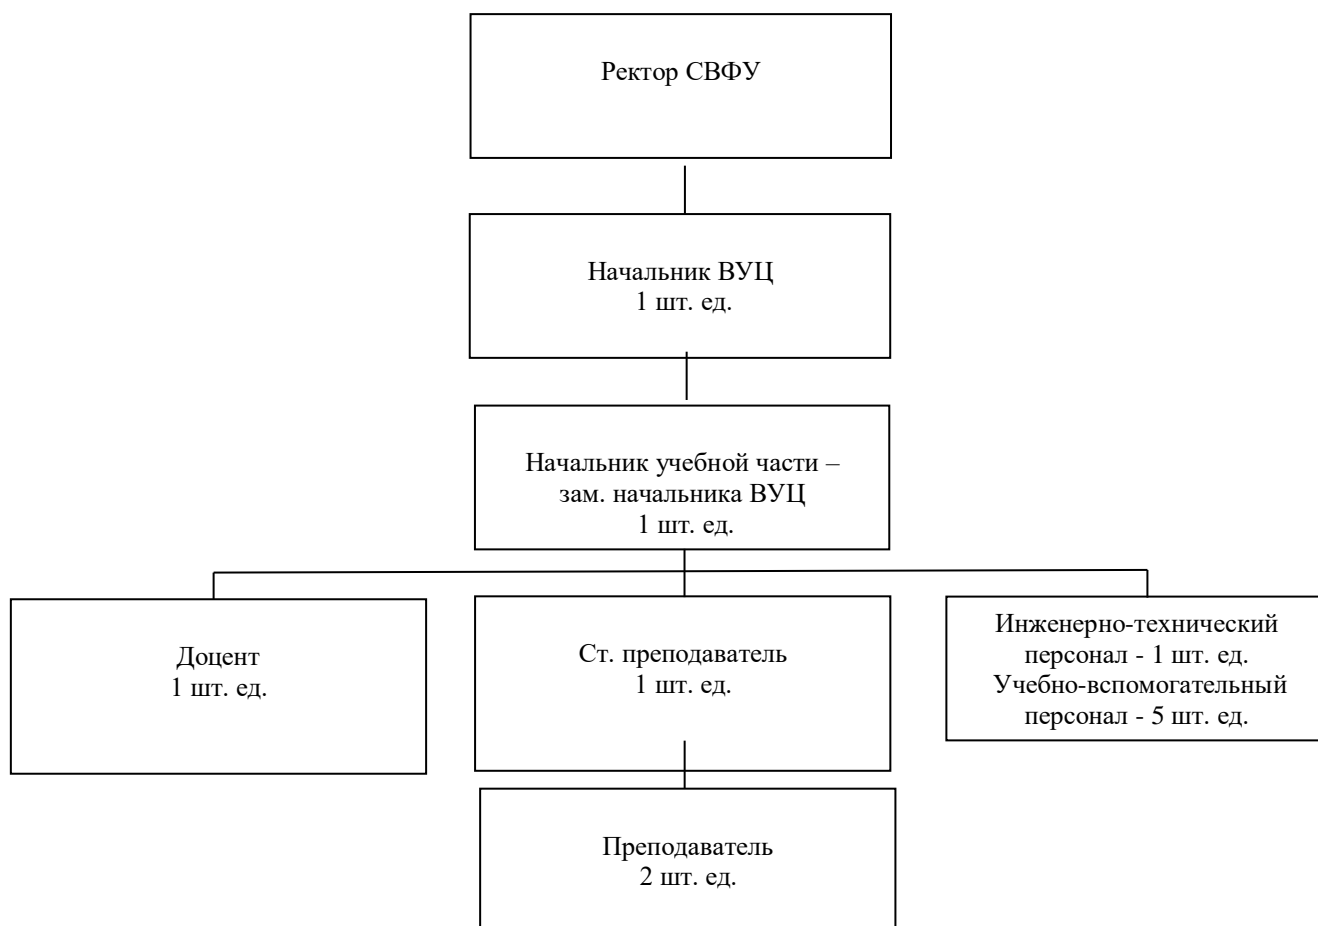 Ректор СВФУ
Начальник ВУЦ
1 шт. ед.
Начальник учебной части –
зам. начальника ВУЦ
1 шт. ед.
Доцент
1 шт. ед.
Ст. преподаватель
1 шт. ед.
Инженерно-технический
персонал - 1 шт. ед.
Учебно-вспомогательный
персонал - 5 шт. ед.
Преподаватель
2 шт. ед.